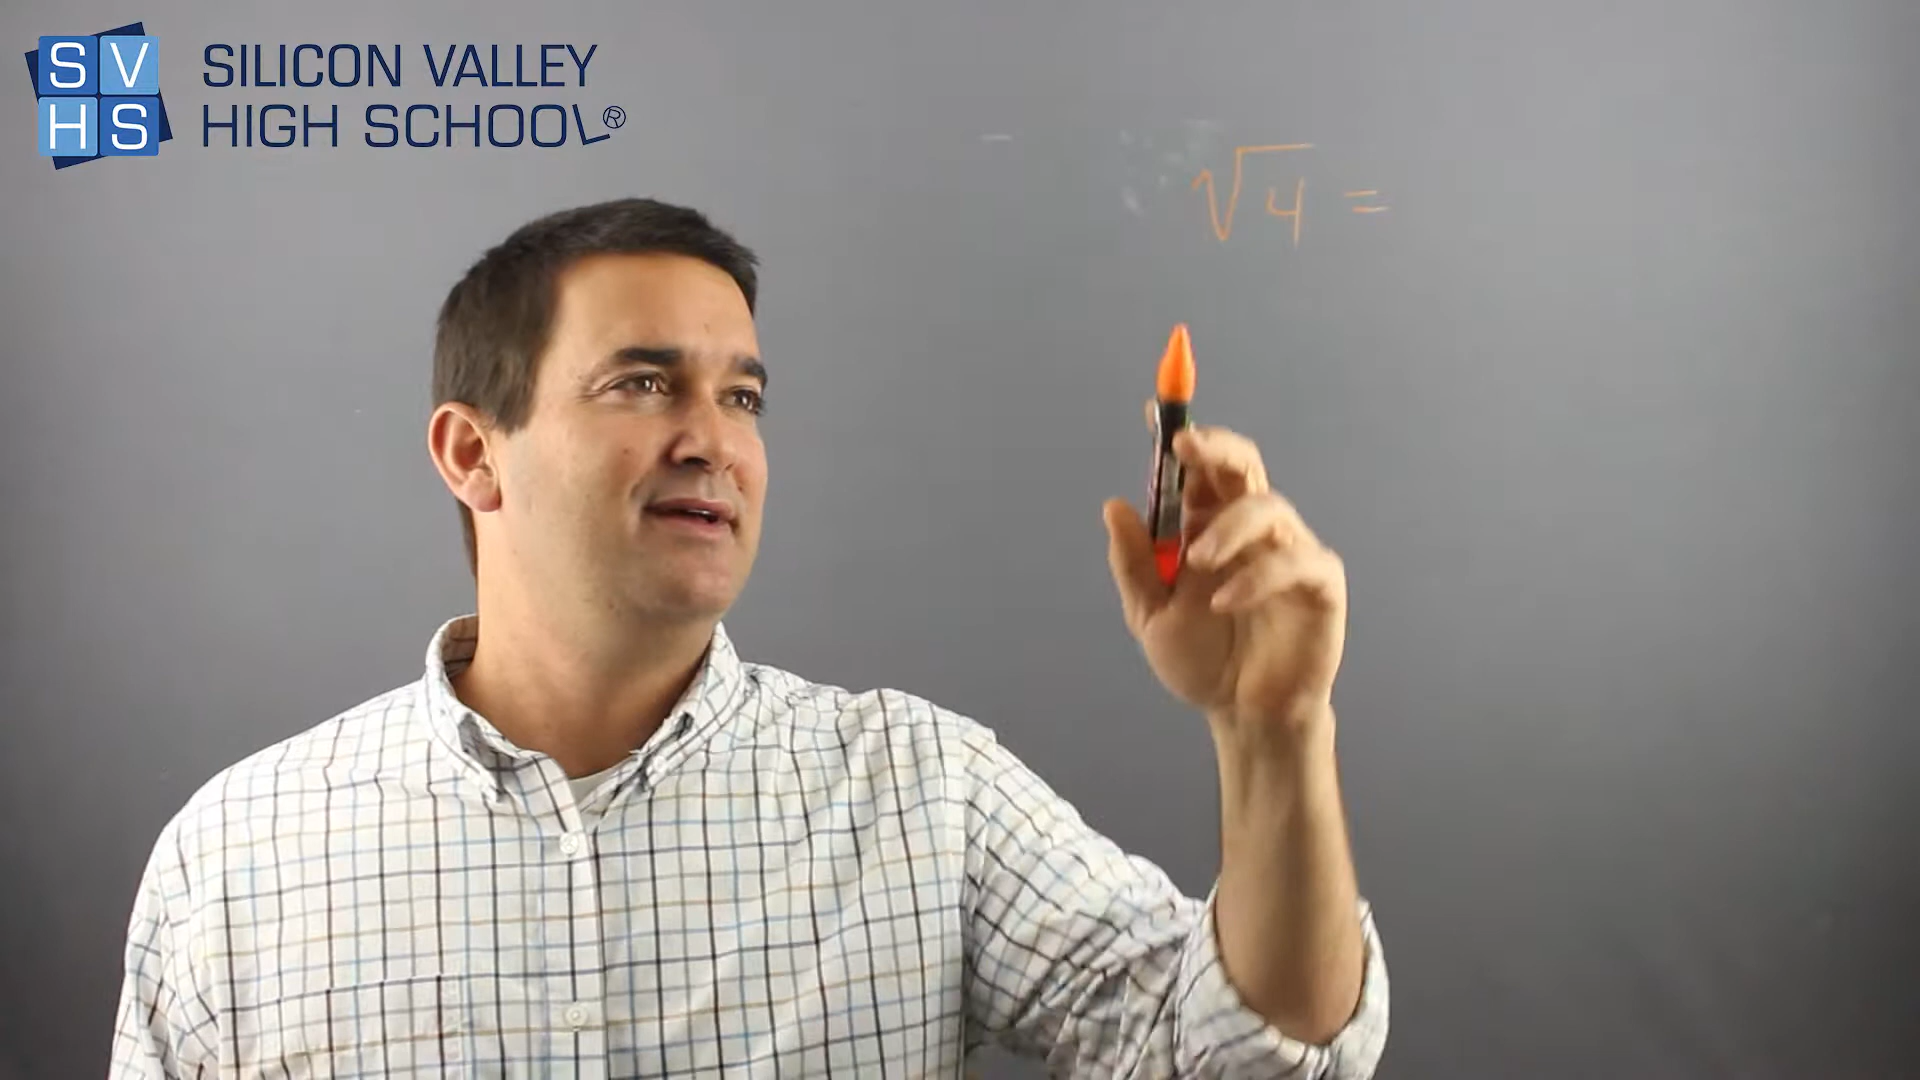 SV
HS
SILICON VALLEY
HIGH SCHOOL®
√4 =